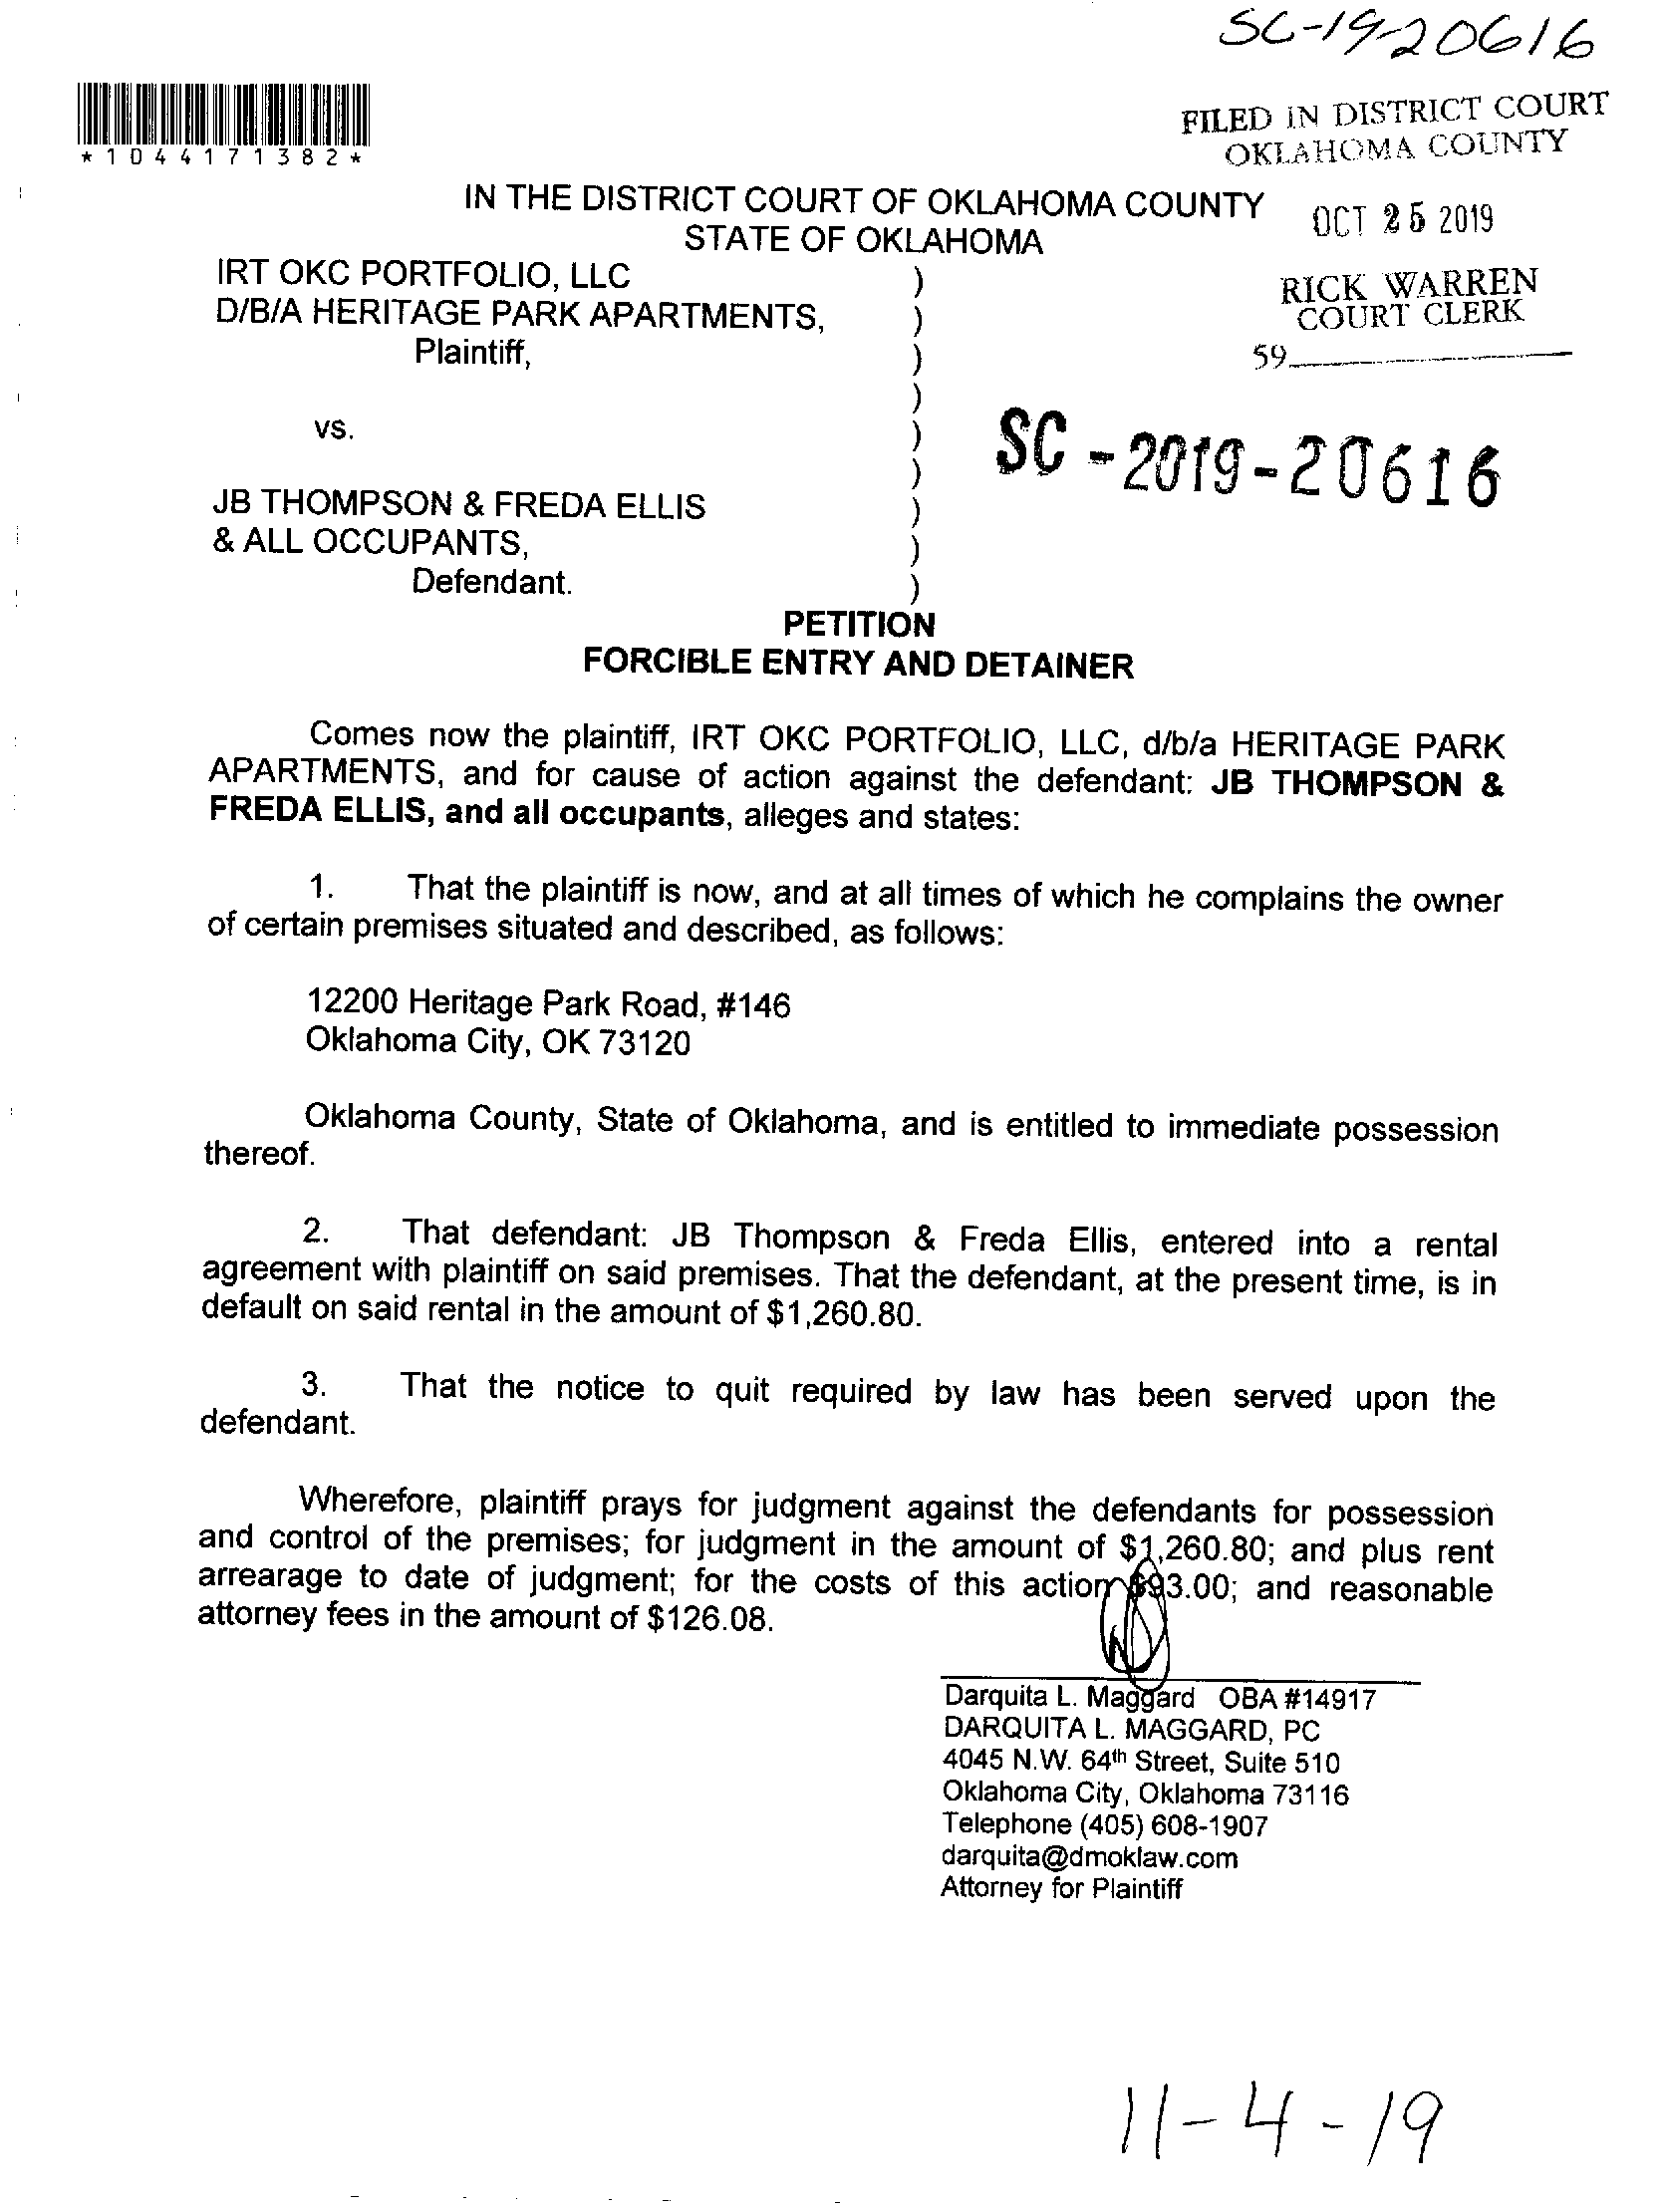 SC-19-20616
*1044171382*
FILED IN DISTRICT COURT
OKLAHOMA COUNTY
IN THE DISTRICT COURT OF OKLAHOMA COUNTY
STATE OF OKLAHOMA
OCT 25 2019
IRT OKC PORTFOLIO, LLC )
D/B/A HERITAGE PARK APARTMENTS, )
Plaintiff, )
RICK WARREN
COURT CLERK
59
)
vs. )
)
SC-2019-20616
JB THOMPSON & FREDA ELLIS )
& ALL OCCUPANTS, )
Defendant. )
PETITION
FORCIBLE ENTRY AND DETAINER
Comes now the plaintiff, IRT OKC PORTFOLIO, LLC, d/b/a HERITAGE PARK
APARTMENTS, and for cause of action against the defendant: JB THOMPSON &
FREDA ELLIS, and all occupants, alleges and states:
1. That the plaintiff is now, and at all times of which he complains the owner
of certain premises situated and described, as follows:
12200 Heritage Park Road, #146
Oklahoma City, OK 73120
Oklahoma County, State of Oklahoma, and is entitled to immediate possession
thereof.
2. That defendant: JB Thompson & Freda Ellis, entered into a rental
agreement with plaintiff on said premises. That the defendant, at the present time, is in
default on said rental in the amount of $1,260.80.
3. That the notice to quit required by law has been served upon the
defendant.
Wherefore, plaintiff prays for judgment against the defendants for possession
and control of the premises; for judgment in the amount of $1,260.80; and plus rent
arrearage to date of judgment; for the costs of this action $93.00; and reasonable
attorney fees in the amount of $126.08.
Darquita L. Maggard OBA #14917
DARQUITA L. MAGGARD, PC
4045 N.W. 64th Street, Suite 510
Oklahoma City, Oklahoma 73116
Telephone (405) 608-1907
darquita@dmoklaw.com
Attorney for Plaintiff
11-4-19